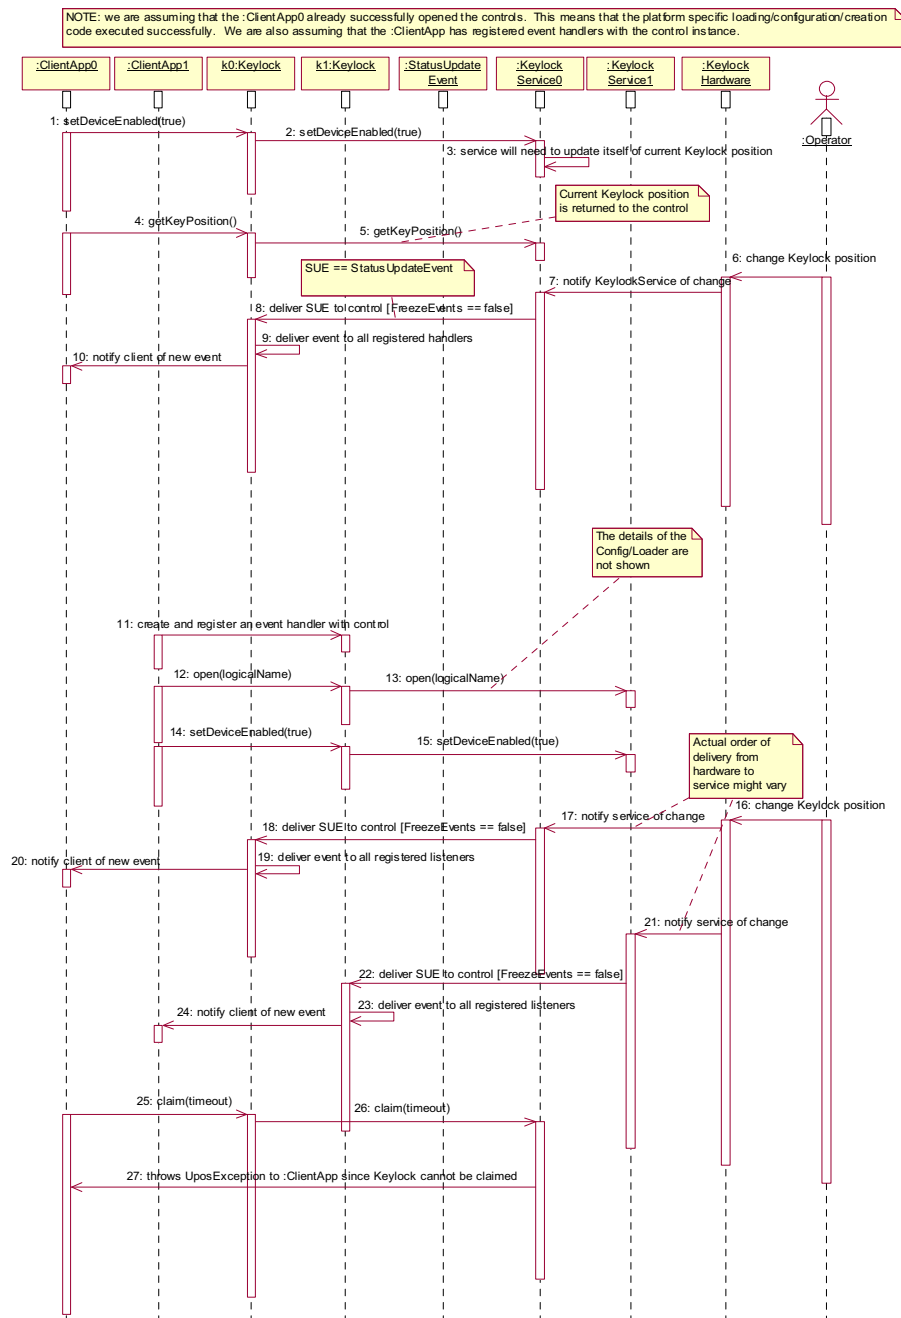 NOTE: we are assuming that the :ClientApp0 already successfully opened the controls.  This means that the platform specific loading/configuration/creation
code executed successfully.   We are also assuming that the :ClientApp has registered event handlers with the control instance.
:ClientApp0
:ClientApp1
k0:Keylock
k1:Keylock
:StatusUpdate
Event
:Keylock
Service0
:Keylock
Service1
:Keylock
Hardware
:Operator
1: setDeviceEnabled(true)
2: setDeviceEnabled(true)
3: service will need to update itself of current Keylock position
Current Keylock position
is returned to the control
4: getKeyPosition()
5: getKeyPosition()
6: change Keylock position
SUE == StatusUpdateEvent
7: notify KeylockService of change
8: deliver SUE to control [FreezeEvents == false]
9: deliver event to all registered handlers
10: notify client of new event
The details of the
Config/Loader are
not shown
11: create and register an event handler with control
12: open(logicalName)
13: open(logicalName)
14: setDeviceEnabled(true)
15: setDeviceEnabled(true)
Actual order of
delivery from
hardware to
service might vary
16: change Keylock position
17: notify service of change
18: deliver SUE to control [FreezeEvents == false]
19: deliver event to all registered listeners
20: notify client of new event
21: notify service of change
22: deliver SUE to control [FreezeEvents == false]
23: deliver event to all registered listeners
24: notify client of new event
25: claim(timeout)
26: claim(timeout)
27: throws UposException to :ClientApp since Keylock cannot be claimed